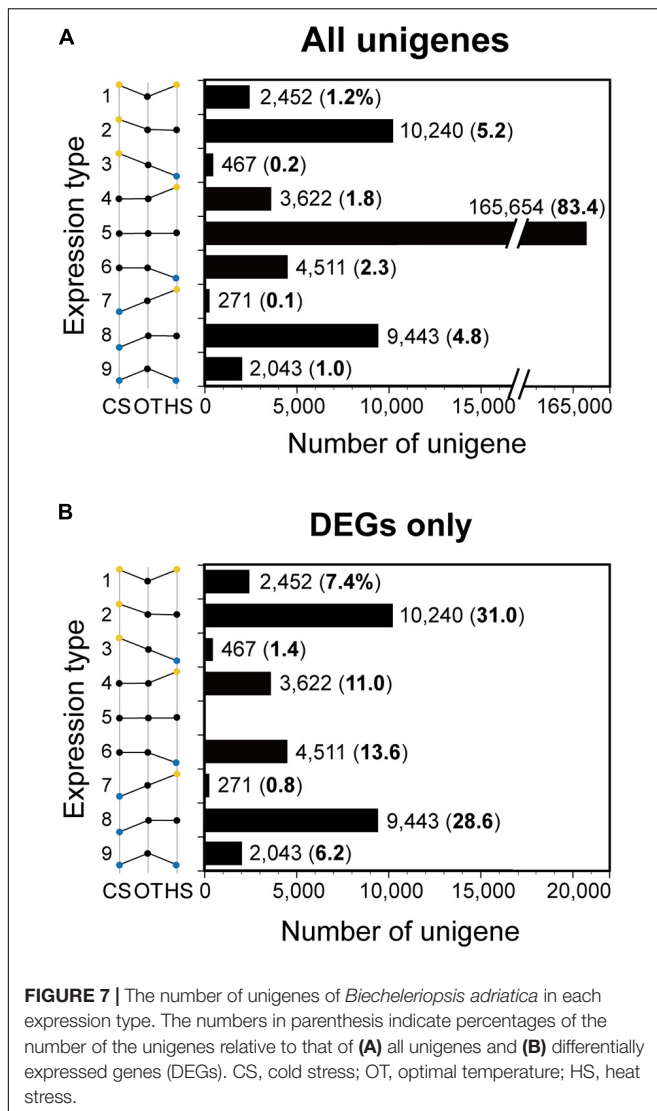 A
All unigenes
Expression type
1
2
3
4
5
6
7
8
9
2,452 (1.2%)
10,240 (5.2)
467 (0.2)
3,622 (1.8)
165,654 (83.4)
4,511 (2.3)
271 (0.1)
9,443 (4.8)
2,043 (1.0)
CS OT HS
0 5,000 10,000 15,000 165,000
Number of unigene
B
DEGs only
Expression type
1
2
3
4
5
6
7
8
9
2,452 (7.4%)
10,240 (31.0)
467 (1.4)
3,622 (11.0)
4,511 (13.6)
271 (0.8)
9,443 (28.6)
2,043 (6.2)
CS OT HS
0 5,000 10,000 15,000 20,000
Number of unigene
FIGURE 7 | The number of unigenes of Biecheleriopsis adriatica in each
expression type. The numbers in parenthesis indicate percentages of the
number of the unigenes relative to that of (A) all unigenes and (B) differentially
expressed genes (DEGs). CS, cold stress; OT, optimal temperature; HS, heat
stress.